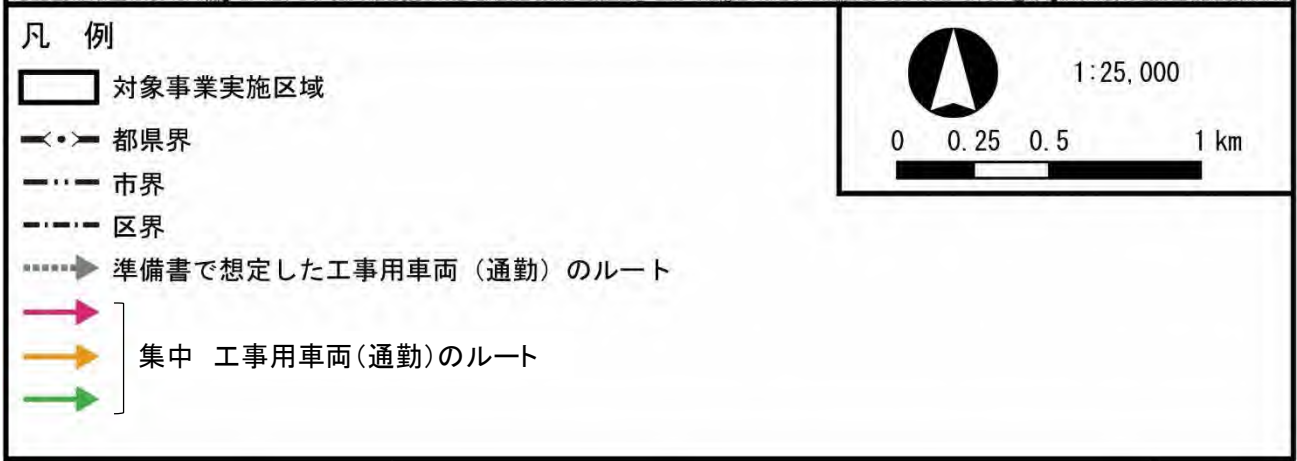 凡　例
対象事業実施区域
都県界
市界
区界
準備書で想定した工事用車両（通勤）のルート
集中　工事用車両(通勤)のルート
1:25,000
0 0.25 0.5 1 km